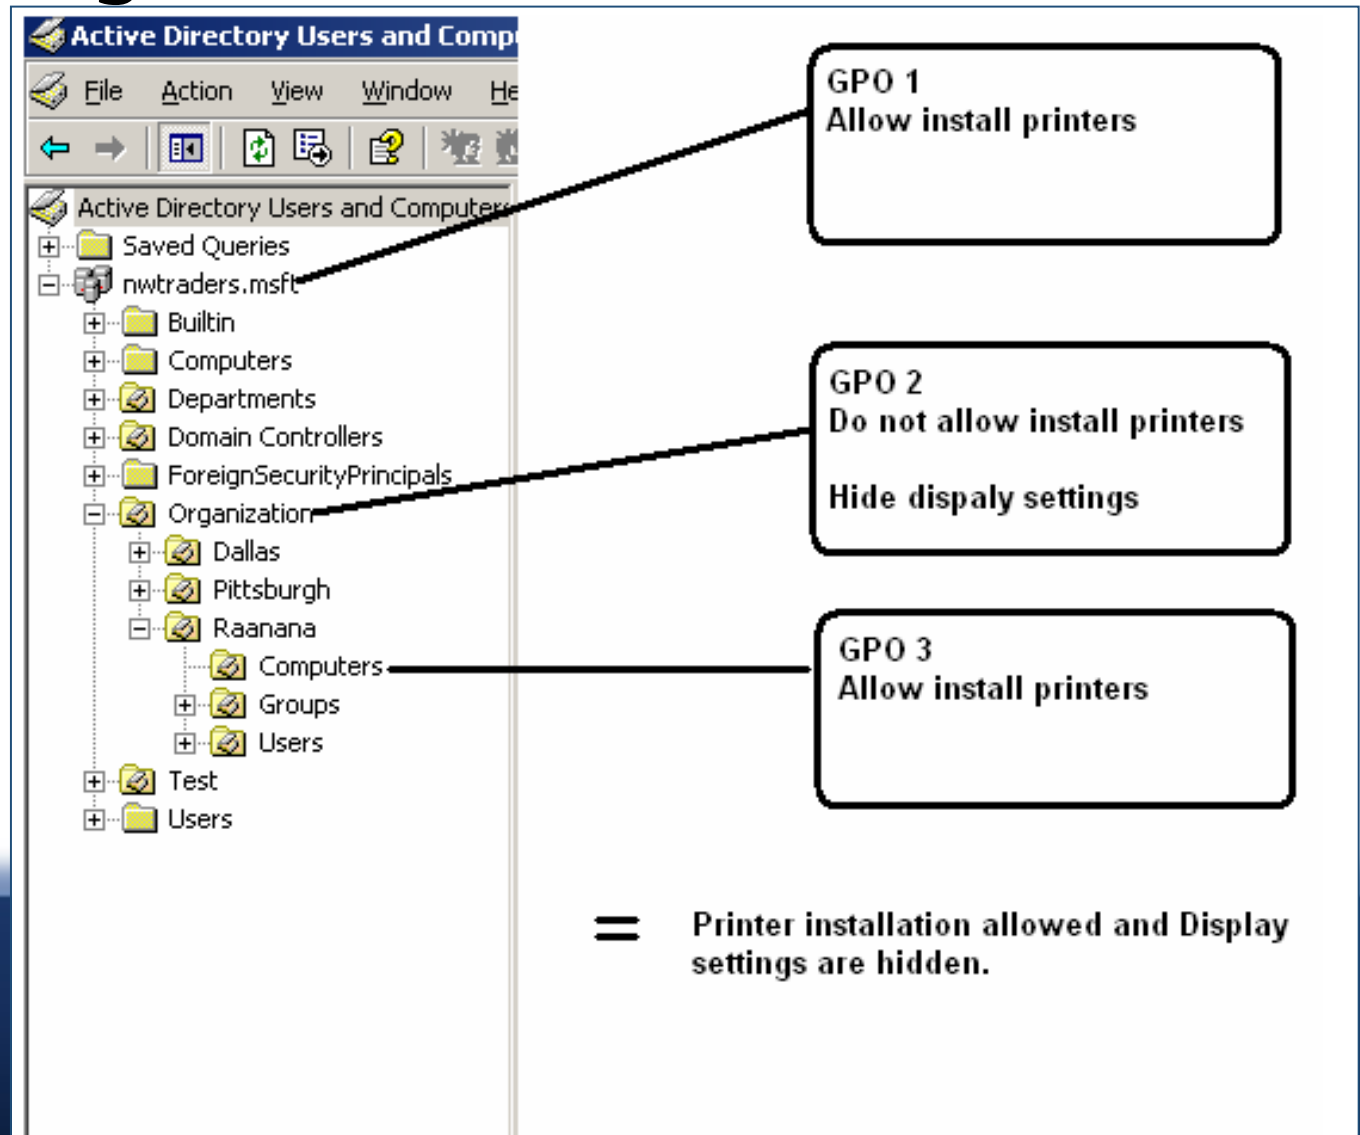 Active Directory Users and Comp
File Action View Window He
Active Directory Users and Computers
Saved Queries
nwtraders.msft
Builtin
Computers
Departments
Domain Controllers
ForeignSecurityPrincipals
Organization
Dallas
Pittsburgh
Raanana
Computers
Groups
Users
Test
Users
GPO 1
Allow install printers
GPO 2
Do not allow install printers
Hide dispaly settings
GPO 3
Allow install printers
= Printer installation allowed and Display
settings are hidden.